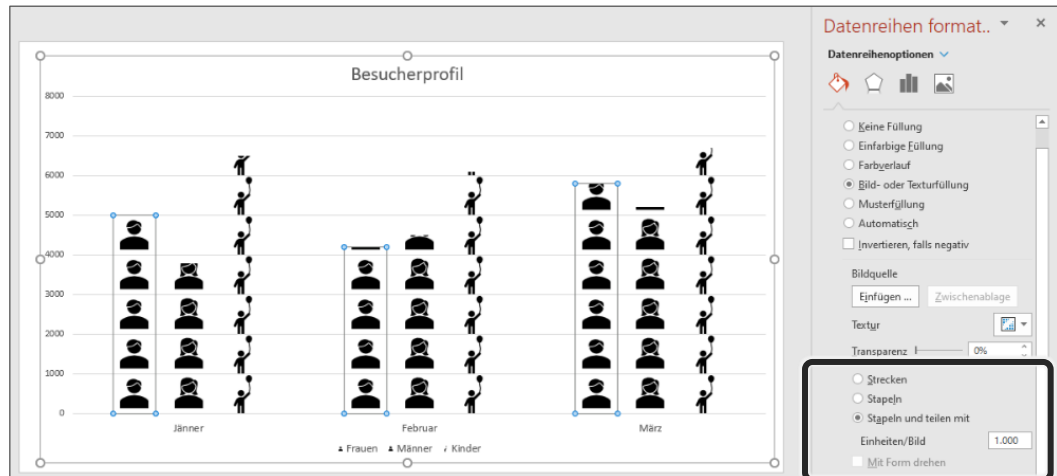 Datenreihen format..
Datenreihenoptionen
Keine Füllung
Einfarbige Füllung
Farbverlauf
Bild- oder Texturfüllung
Musterfüllung
Automatisch
Invertieren, falls negativ
Bildquelle
Einfügen ... Zwischenablage
Textur
Transparenz 0%
Strecken
Stapeln
Stapeln und teilen mit
Einheiten/Bild 1.000
Mit Form drehen
Besucherprofil
8000
7000
6000
5000
4000
3000
2000
1000
0
Jänner Februar März
Frauen Männer Kinder